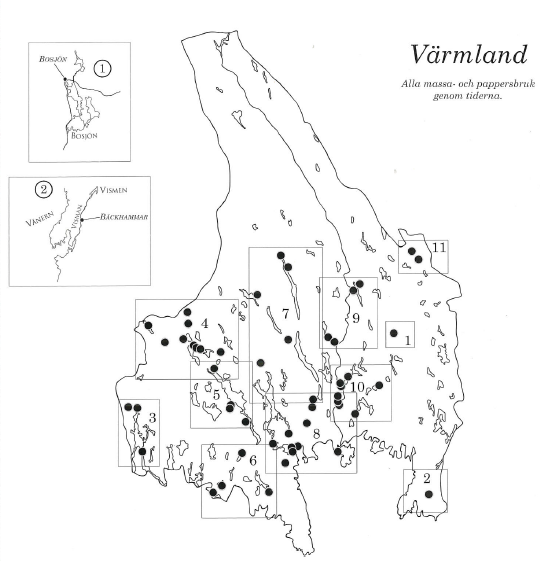 Värmland
Alla massa- och pappersbruk
genom tiderna.
1
BOSJÖN
BOSJÖN
2
VISMEN
VÄNERN
VISMAN
BÄCKHAMMAR
11
4
7
9
1
5
10
3
8
6
2